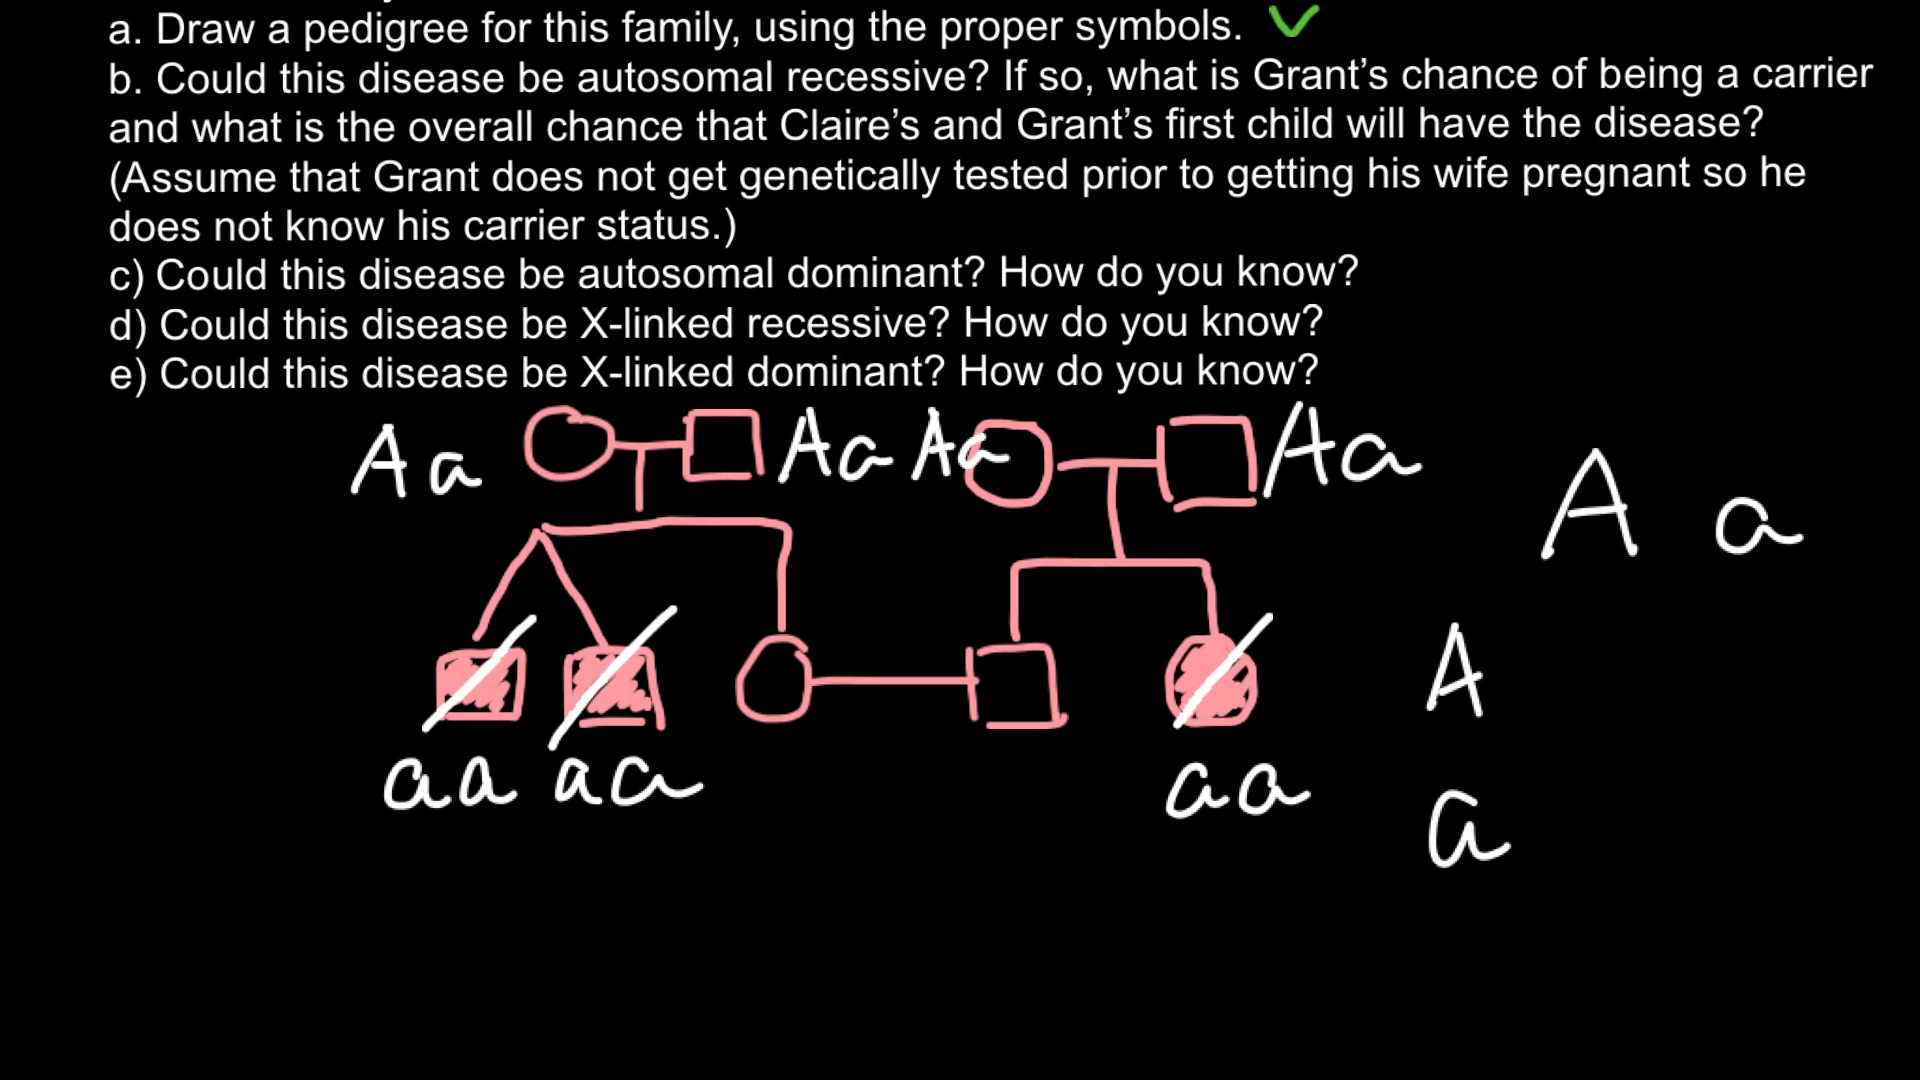 a. Draw a pedigree for this family, using the proper symbols.
b. Could this disease be autosomal recessive? If so, what is Grant's chance of being a carrier
and what is the overall chance that Claire's and Grant's first child will have the disease?
(Assume that Grant does not get genetically tested prior to getting his wife pregnant so he
does not know his carrier status.)
c) Could this disease be autosomal dominant? How do you know?
d) Could this disease be X-linked recessive? How do you know?
e) Could this disease be X-linked dominant? How do you know?
Aa Aa Aa Aa
A a
A
aa aa aa
a